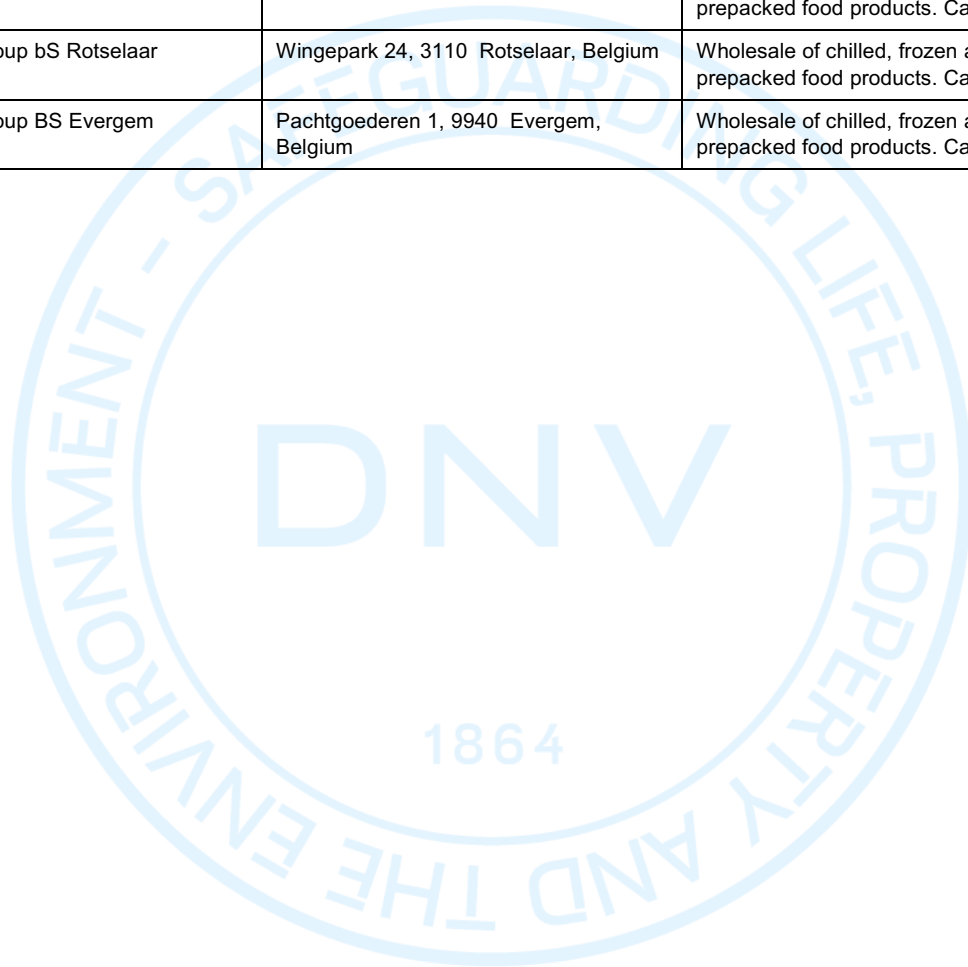 prepacked food products. Ca
oup bS Rotselaar Wingepark 24, 3110 Rotselaar, Belgium Wholesale of chilled, frozen a
prepacked food products. Ca
oup BS Evergem Pachtgoederen 1, 9940 Evergem, Wholesale of chilled, frozen a
Belgium prepacked food products. Ca
SAFEGUARDING LIFE, PROPERTY AND THE ENVIRONMENT -
DNV
1864